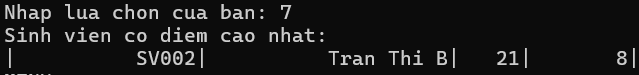 Nhap lua chon cua ban: 7
Sinh vien co diem cao nhat:
|          SV002|          Tran Thi B|   21|       8|